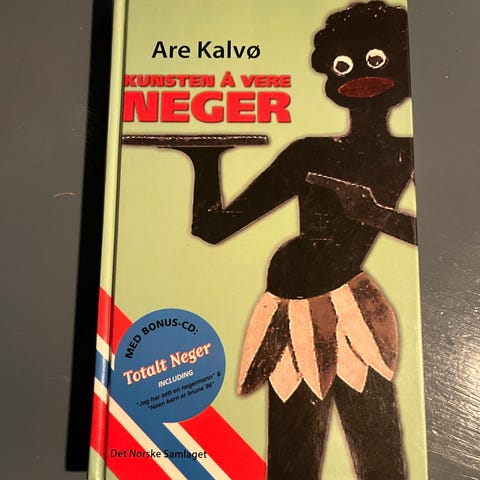 Are Kalvø
KUNSTEN Å VERE
NEGER
MED BONUS-CD:
Totalt Neger
INCLUDING
"Jeg har sett en negermann" &
"Noen barn er brune '96"
Det Norske Samlaget